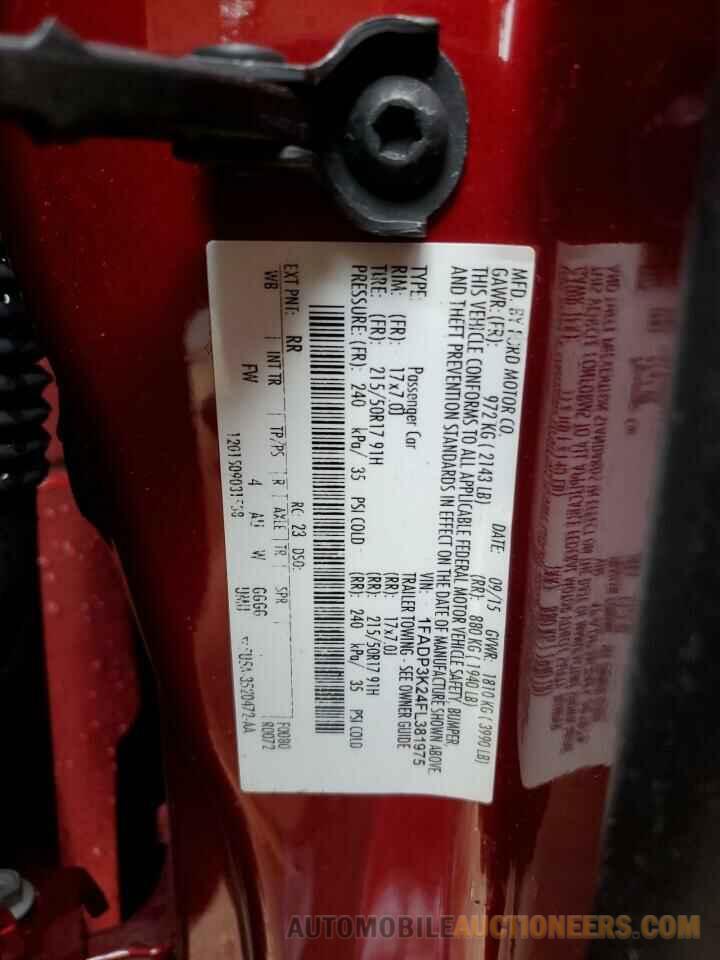 MFD. BY FORD MOTOR CO.
DATE: 09/15 GVWR: 1810 KG ( 3990 LB)
GAWR: (FR): 972 KG ( 2143 LB) (RR): 880 KG ( 1940 LB)
THIS VEHICLE CONFORMS TO ALL APPLICABLE FEDERAL MOTOR VEHICLE SAFETY, BUMPER
AND THEFT PREVENTION STANDARDS IN EFFECT ON THE DATE OF MANUFACTURE SHOWN ABOVE
VIN: 1FADP3K24FL381975
TYPE: Passenger Car TRAILER TOWING - SEE OWNER GUIDE
RIM: (FR): 17x7.0J (RR): 17x7.0J
TIRE: (FR): 215/50R17 91H (RR): 215/50R17 91H
PRESSURE: (FR): 240 kPa/ 35 PSI COLD (RR): 240 kPa/ 35 PSI COLD
EXT PNT: RR RC: 23 DSO: F0080
WB INT TR TP/PS R AXLE TR SPR R0072
FW 4 W GGGG
3520472-AA
AUTOMOBILEAUCTIONEERS.COM